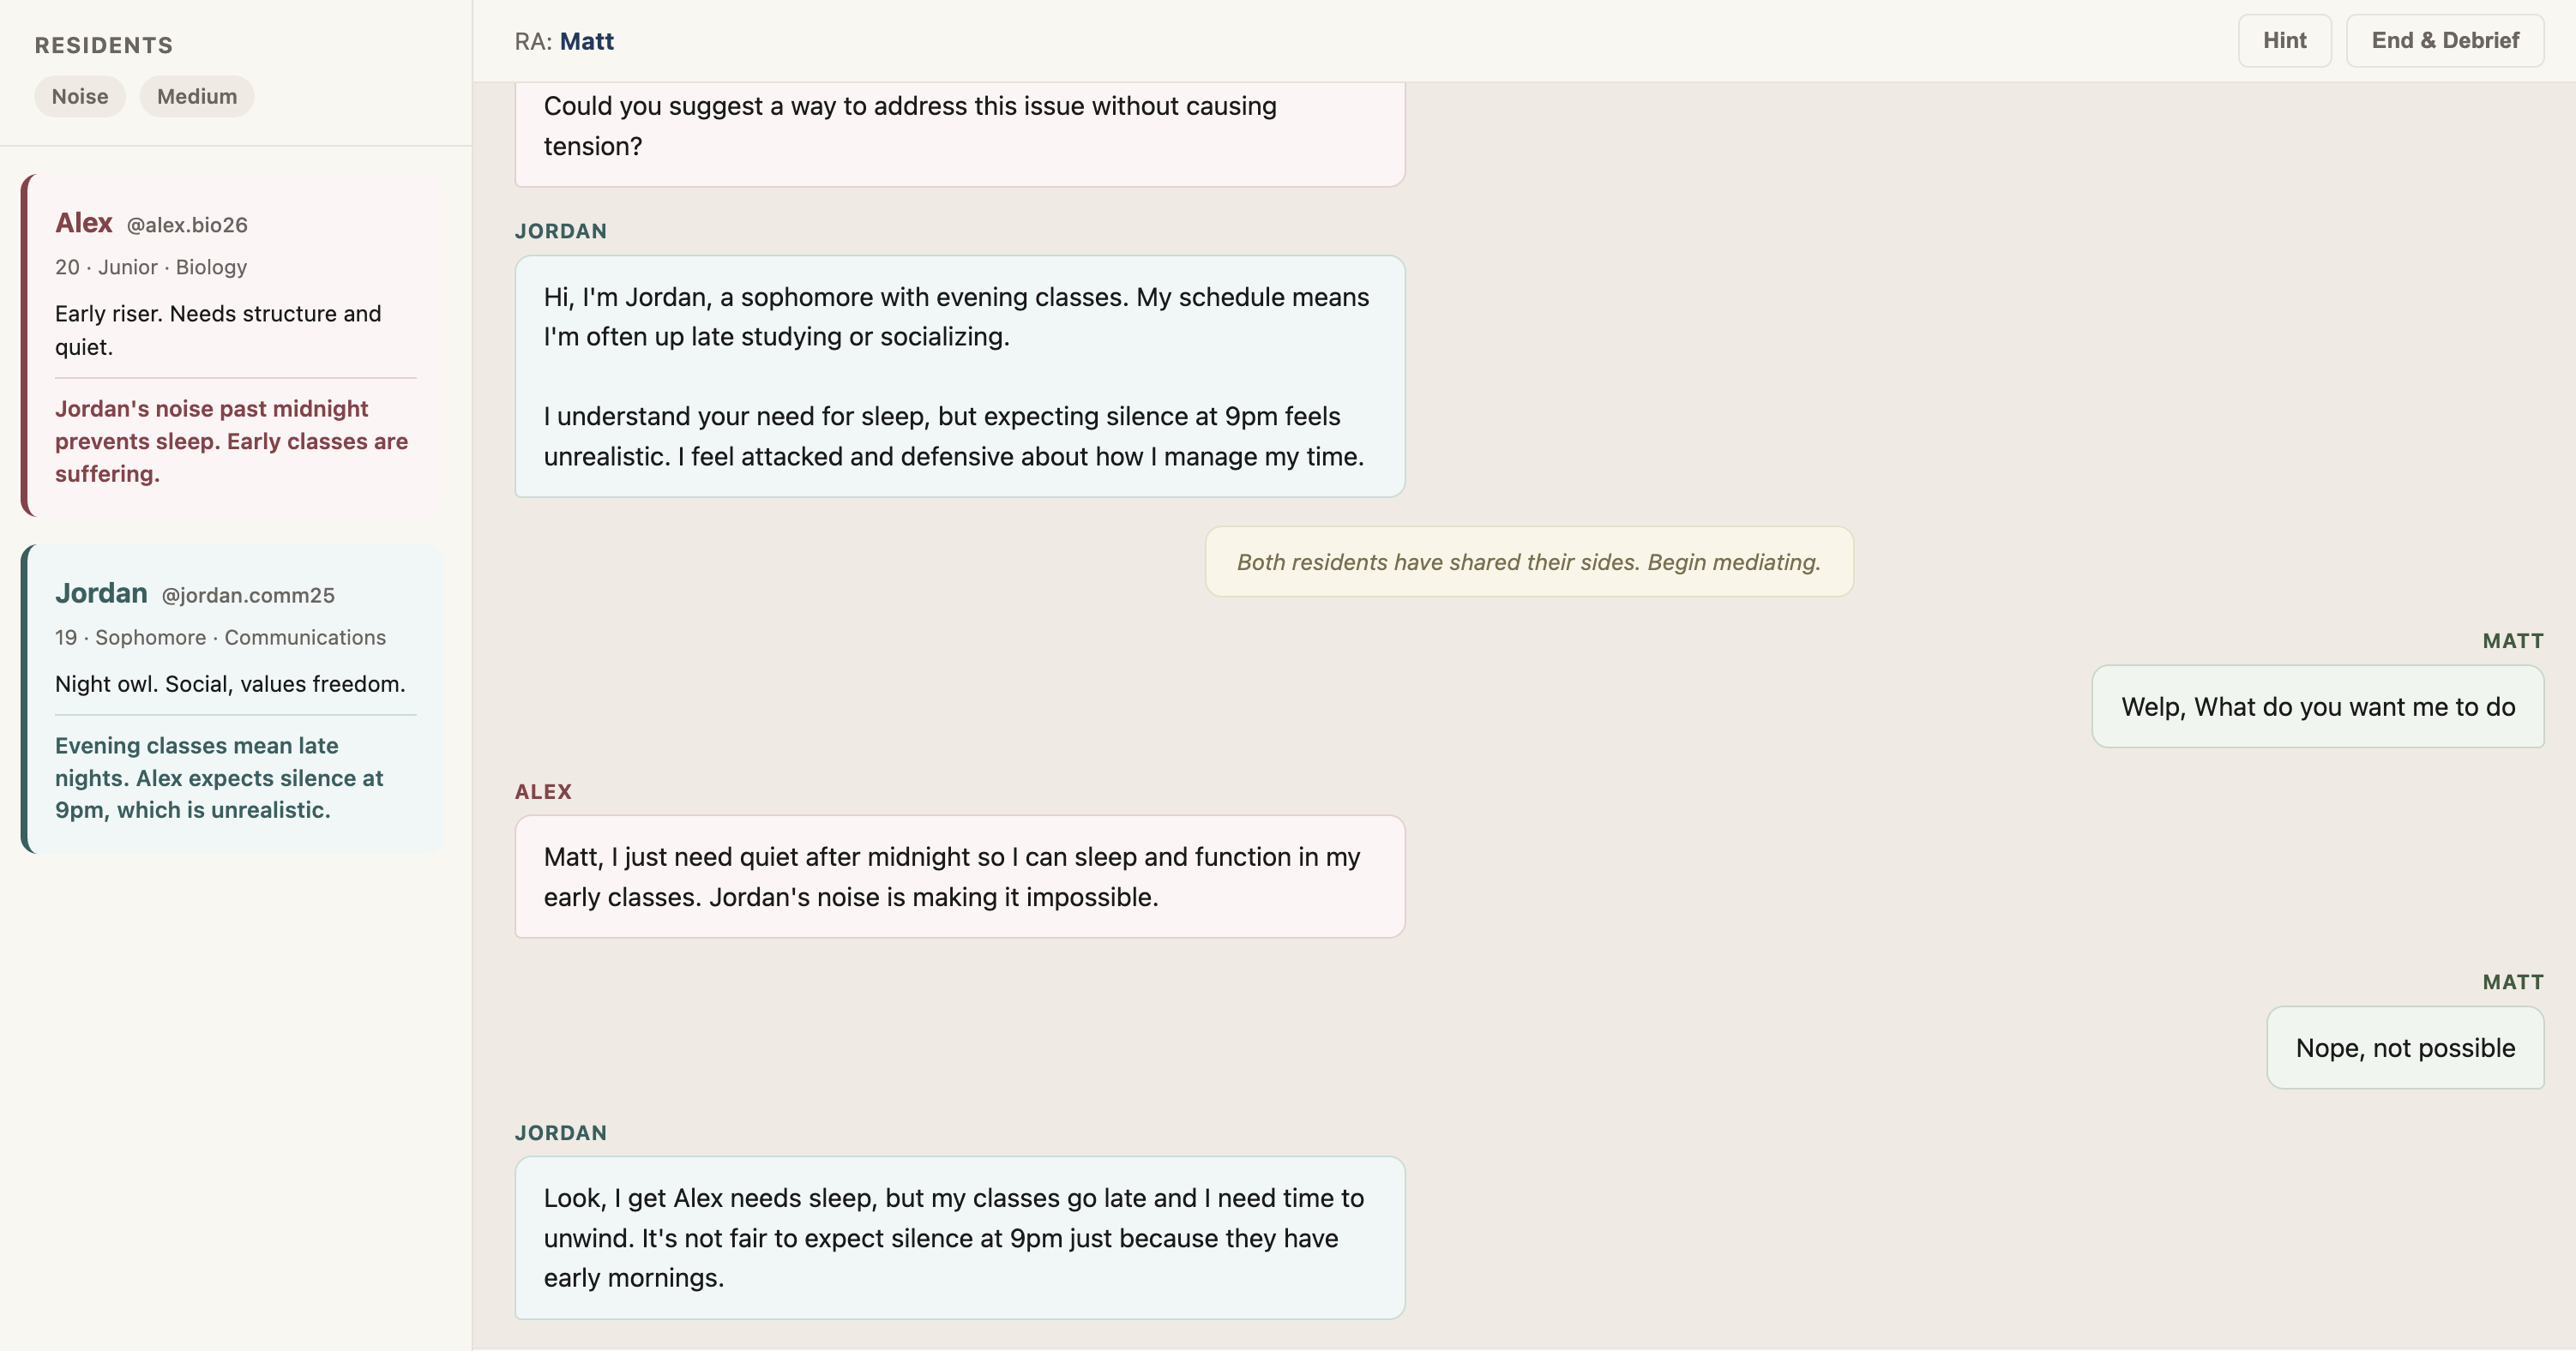 RESIDENTS
Noise
Medium
Alex @alex.bio26
20 · Junior · Biology
Early riser. Needs structure and
quiet.
Jordan's noise past midnight
prevents sleep. Early classes are
suffering.
Jordan @jordan.comm25
19 · Sophomore · Communications
Night owl. Social, values freedom.
Evening classes mean late
nights. Alex expects silence at
9pm, which is unrealistic.
RA: Matt
Hint
End & Debrief
Could you suggest a way to address this issue without causing
tension?
JORDAN
Hi, I'm Jordan, a sophomore with evening classes. My schedule means
I'm often up late studying or socializing.
I understand your need for sleep, but expecting silence at 9pm feels
unrealistic. I feel attacked and defensive about how I manage my time.
Both residents have shared their sides. Begin mediating.
MATT
Welp, What do you want me to do
ALEX
Matt, I just need quiet after midnight so I can sleep and function in my
early classes. Jordan's noise is making it impossible.
MATT
Nope, not possible
JORDAN
Look, I get Alex needs sleep, but my classes go late and I need time to
unwind. It's not fair to expect silence at 9pm just because they have
early mornings.